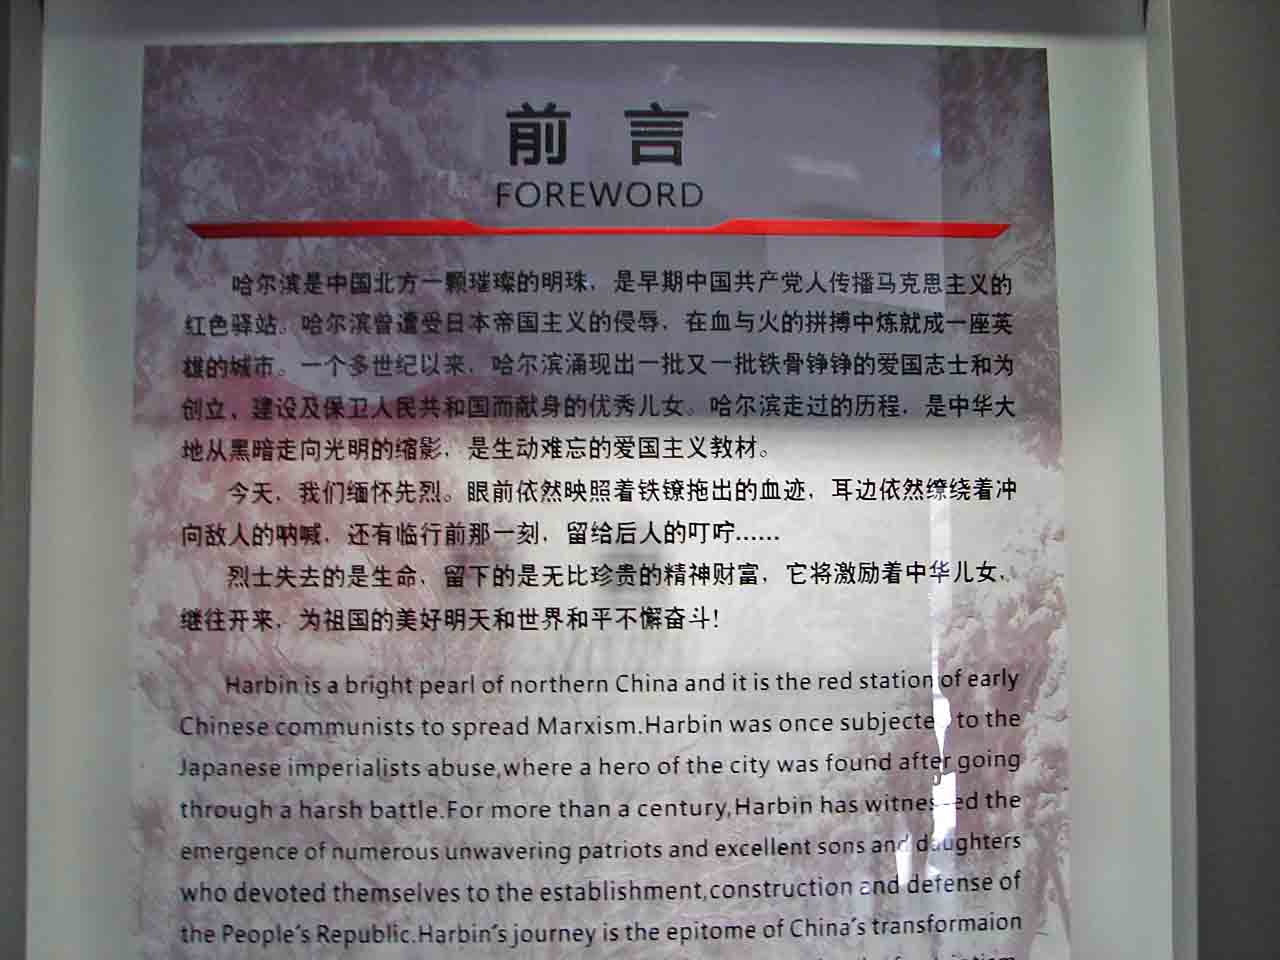 前言
FOREWORD
哈尔滨是中国北方一颗璀璨的明珠，是早期中国共产党人传播马克思主义的
红色驿站。哈尔滨曾遭受日本帝国主义的侵辱，在血与火的拼搏中炼就成一座英
雄的城市。一个多世纪以来，哈尔滨涌现出一批又一批铁骨铮铮的爱国志士和为
创立、建设及保卫人民共和国而献身的优秀儿女。哈尔滨走过的历程，是中华大
地从黑暗走向光明的缩影，是生动难忘的爱国主义教材。
今天，我们缅怀先烈。眼前依然映照着铁镣拖出的血迹，耳边依然缭绕着冲
向敌人的呐喊，还有临行前那一刻，留给后人的叮咛……
烈士失去的是生命，留下的是无比珍贵的精神财富，它将激励着中华儿女，
继往开来，为祖国的美好明天和世界和平不懈奋斗!
Harbin is a bright pearl of northern China and it is the red station of early
Chinese communists to spread Marxism.Harbin was once subjected to the
Japanese imperialists abuse,where a hero of the city was found after going
through a harsh battle.For more than a century,Harbin has witnessed the
emergence of numerous unwavering patriots and excellent sons and daughters
who devoted themselves to the establishment,construction and defense of
the People's Republic.Harbin's journey is the epitome of China's transformaion